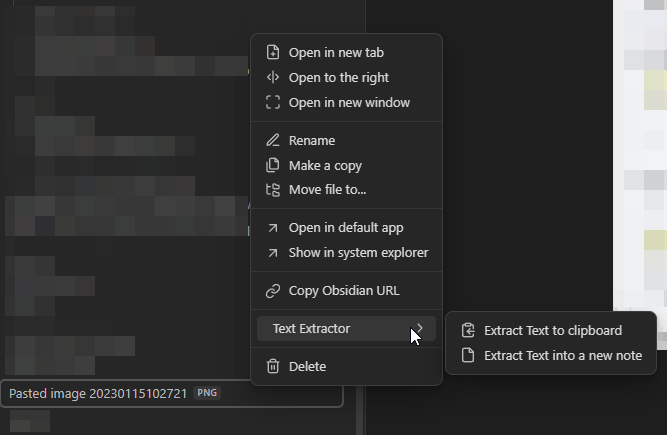 Open in new tab
Open to the right
Open in new window
Rename
Make a copy
Move file to...
Open in default app
Show in system explorer
Copy Obsidian URL
Text Extractor
Extract Text to clipboard
Extract Text into a new note
Delete
Pasted image 20230115102721 PNG